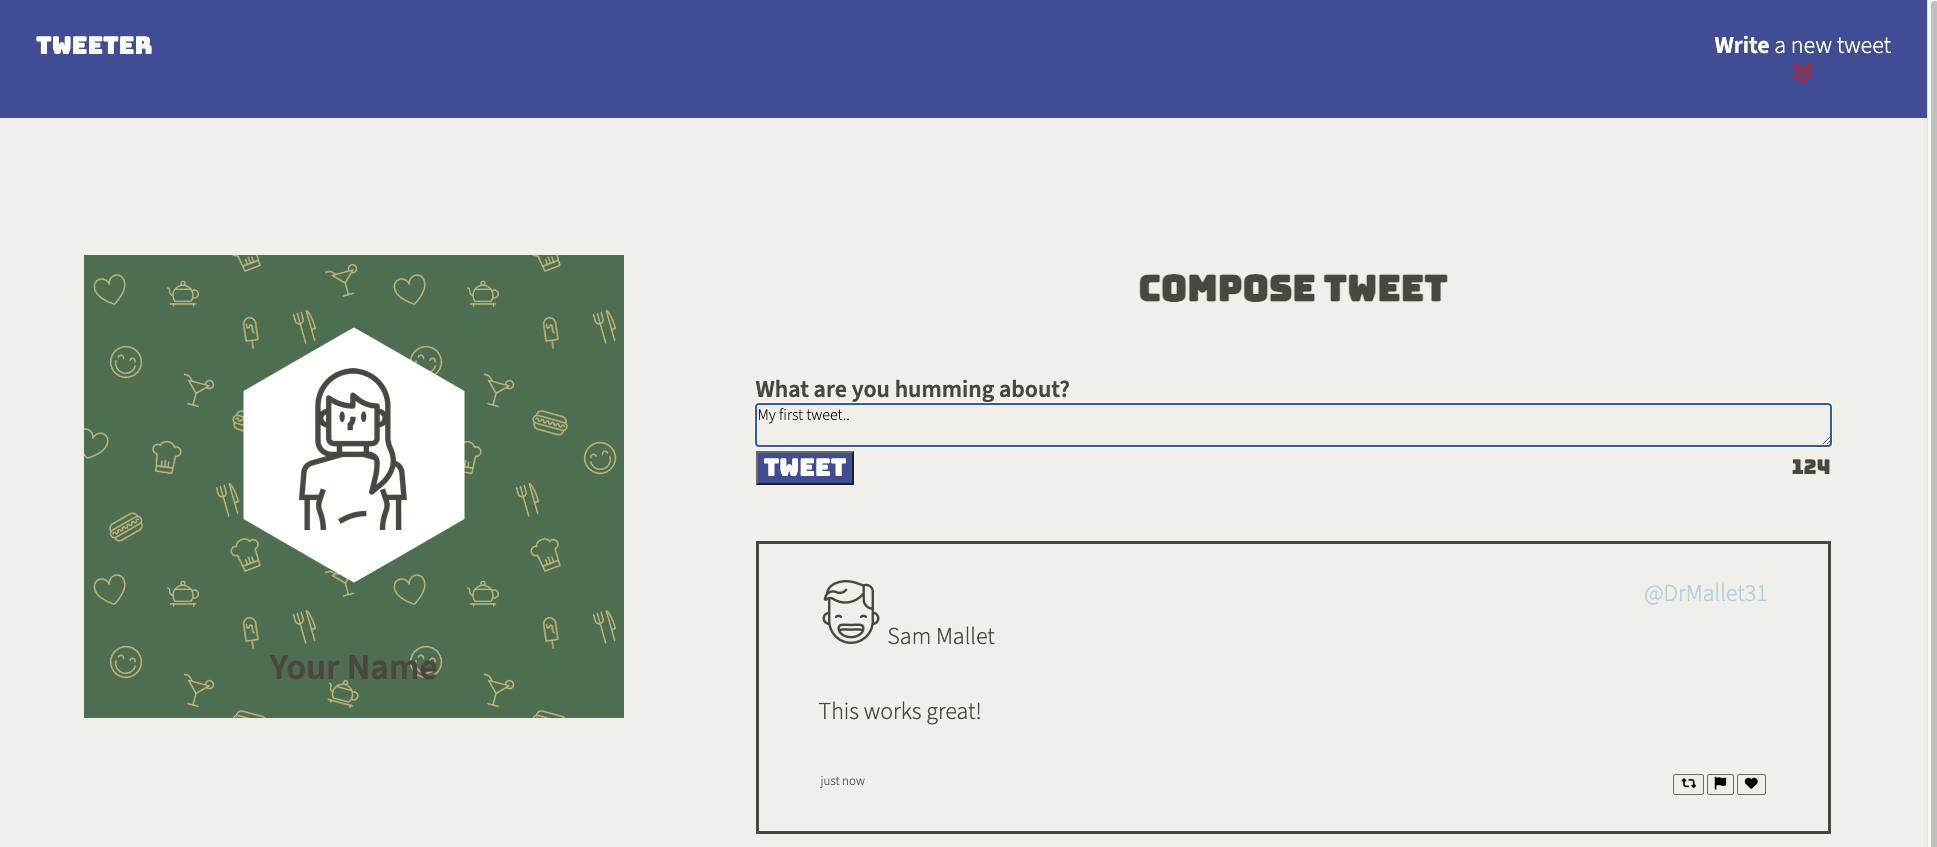 TWEETER
Write a new tweet
Your Name
COMPOSE TWEET
What are you humming about?
My first tweet..
TWEET
124
@DrMallet31
Sam Mallet
This works great!
just now